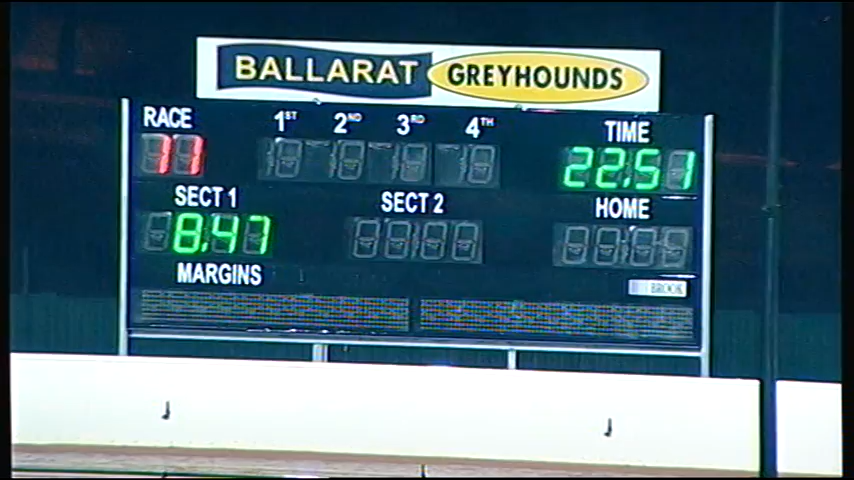 BALLARAT GREYHOUNDS
RACE 1ST 2ND 3RD 4TH TIME
11 22.51
SECT 1 SECT 2 HOME
8.47
MARGINS
BROOK